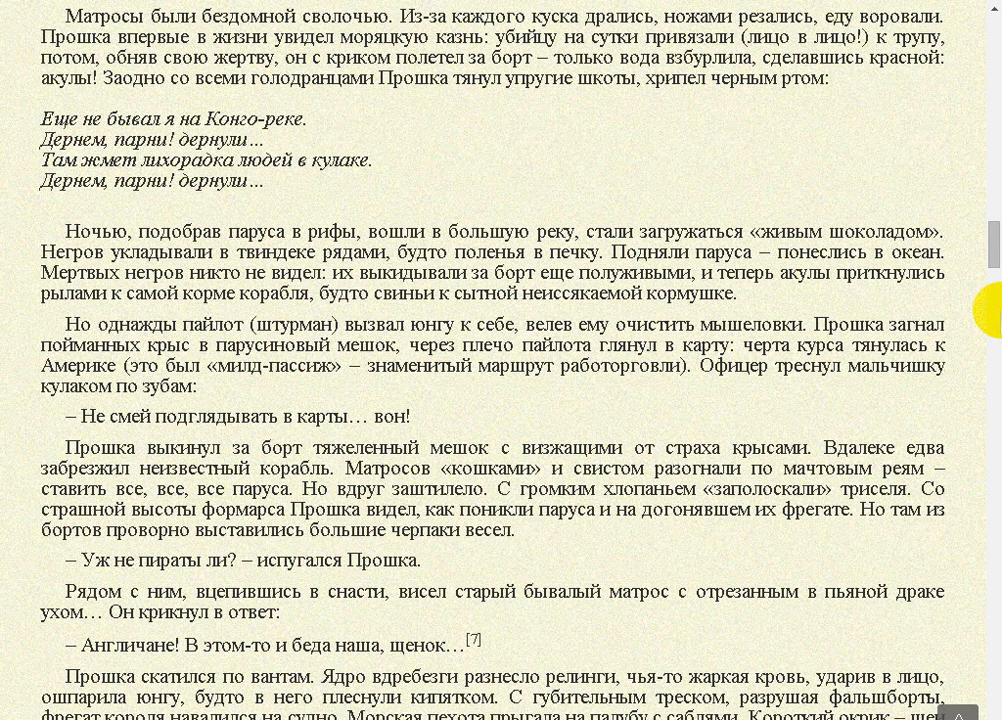 Матросы были бездомной сволочью. Из-за каждого куска дрались, ножами резались, еду воровали.
Прошка впервые в жизни увидел моряцкую казнь: убийцу на сутки привязали (лицо в лицо!) к трупу,
потом, обняв свою жертву, он с криком полетел за борт – только вода взбурлила, сделавшись красной:
акулы! Заодно со всеми голодранцами Прошка тянул упругие шкоты, хрипел черным ртом:
Еще не бывал я на Конго-реке.
Дернем, парни! дернули…
Там жмет лихорадка людей в кулаке.
Дернем, парни! дернули…
Ночью, подобрав паруса в рифы, вошли в большую реку, стали загружаться «живым шоколадом».
Негров укладывали в твиндеке рядами, будто поленья в печку. Подняли паруса – понеслись в океан.
Мертвых негров никто не видел: их выкидывали за борт еще полуживыми, и теперь акулы приткнулись
рылами к самой корме корабля, будто свиньи к сытной неиссякаемой кормушке.
Но однажды пайлот (штурман) вызвал юнгу к себе, велев ему очистить мышеловки. Прошка загнал
пойманных крыс в парусиновый мешок, через плечо пайлота глянул в карту: черта курса тянулась к
Америке (это был «милд-пассиж» – знаменитый маршрут работорговли). Офицер треснул мальчишку
кулаком по зубам:
– Не смей подглядывать в карты… вон!
Прошка выкинул за борт тяжеленный мешок с визжащими от страха крысами. Вдалеке едва
забрезжил неизвестный корабль. Матросов «кошками» и свистом разогнали по мачтовым реям –
ставить все, все, все паруса. Но вдруг заштилело. С громким хлопаньем «заполоскали» триселя. Со
страшной высоты формарса Прошка видел, как поникли паруса и на догонявшем их фрегате. Но там из
бортов проворно выставились большие черпаки весел.
– Уж не пираты ли? – испугался Прошка.
Рядом с ним, вцепившись в снасти, висел старый бывалый матрос с отрезанным в пьяной драке
ухом… Он крикнул в ответ:
– Англичане! В этом-то и беда наша, щенок…[7]
Прошка скатился по вантам. Ядро вдребезги разнесло релинги, чья-то жаркая кровь, ударив в лицо,
ошпарила юнгу, будто в него плеснули кипятком. С губительным треском, разрушая фальшборты,
фрегат короля навалился на судно. Морская пехота прыгала на палубу с саблями. Короткий окрик – шеи